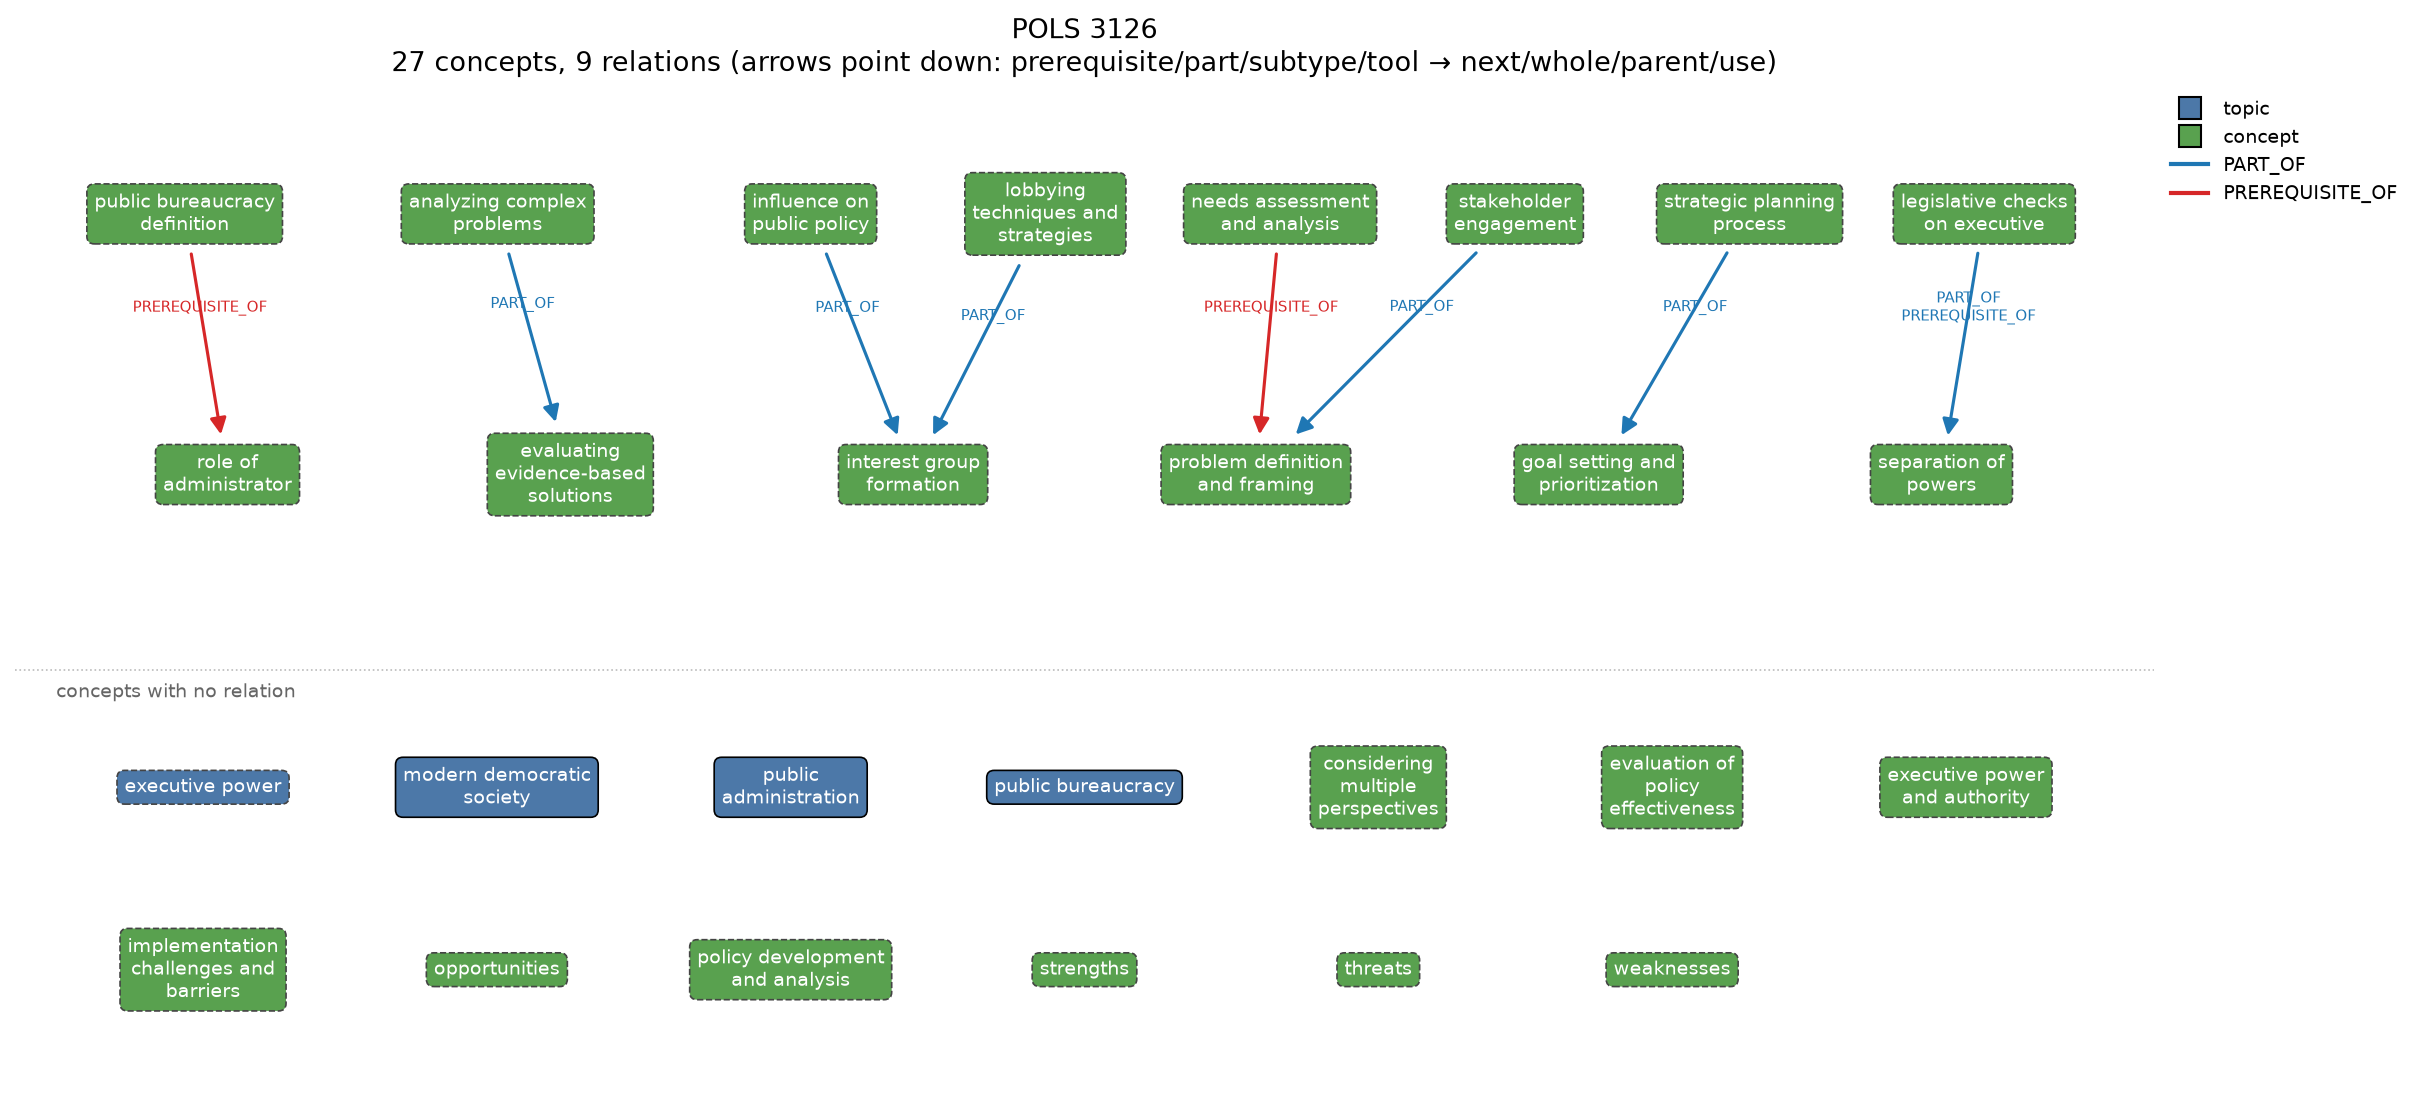 POLS 3126
27 concepts, 9 relations (arrows point down: prerequisite/part/subtype/tool → next/whole/parent/use)
topic
concept
PART_OF
PREREQUISITE_OF
public bureaucracy
definition
analyzing complex
problems
influence on
public policy
lobbying
techniques and
strategies
needs assessment
and analysis
stakeholder
engagement
strategic planning
process
legislative checks
on executive
PREREQUISITE_OF
PART_OF
PART_OF
PART_OF
PREREQUISITE_OF
PART_OF
PART_OF
PART_OF
PREREQUISITE_OF
role of
administrator
evaluating
evidence-based
solutions
interest group
formation
problem definition
and framing
goal setting and
prioritization
separation of
powers
concepts with no relation
executive power
modern democratic
society
public
administration
public bureaucracy
considering
multiple
perspectives
evaluation of
policy
effectiveness
executive power
and authority
implementation
challenges and
barriers
opportunities
policy development
and analysis
strengths
threats
weaknesses